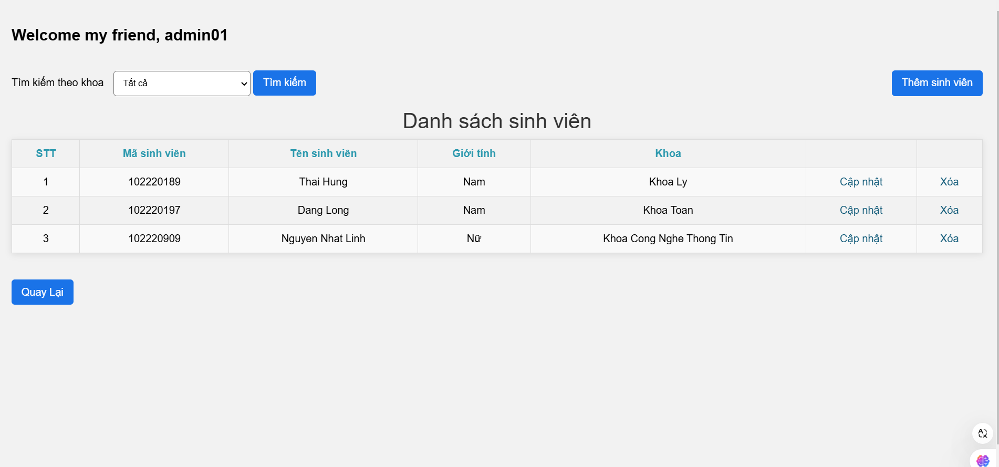 Welcome my friend, admin01
Tìm kiếm theo khoa Tất cả Tìm kiếm Thêm sinh viên
Danh sách sinh viên
STT Mã sinh viên Tên sinh viên Giới tính Khoa
1 102220189 Thai Hung Nam Khoa Ly Cập nhật Xóa
2 102220197 Dang Long Nam Khoa Toan Cập nhật Xóa
3 102220909 Nguyen Nhat Linh Nữ Khoa Cong Nghe Thong Tin Cập nhật Xóa
Quay Lại